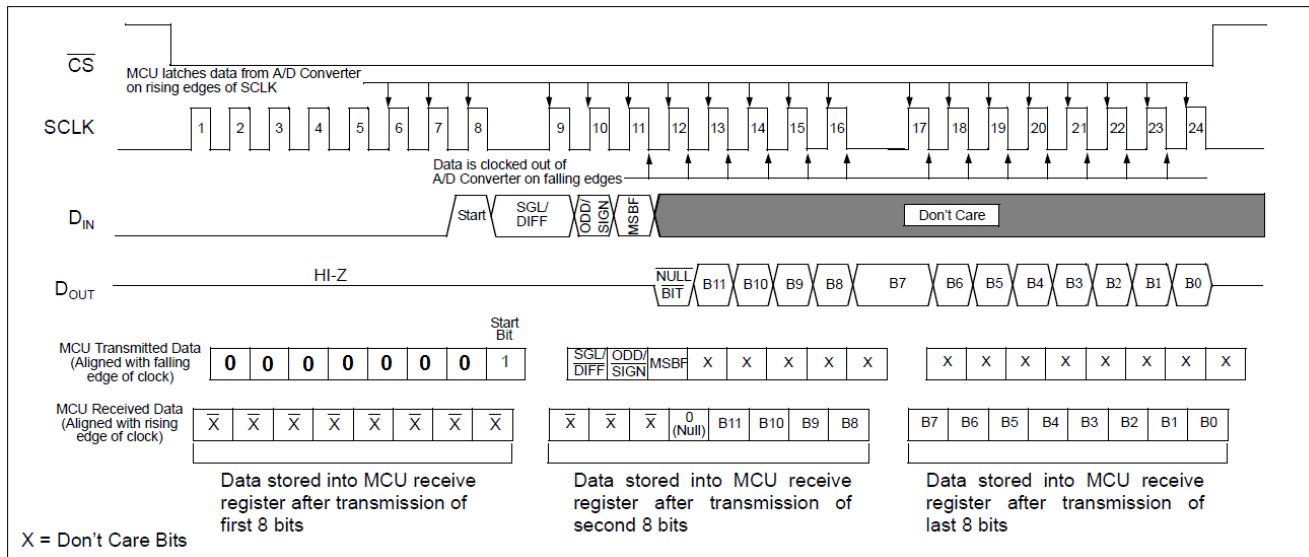 CS
MCU latches data from A/D Converter
on rising edges of SCLK
SCLK
1 2 3 4 5 6 7 8 9 10 11 12 13 14 15 16 17 18 19 20 21 22 23 24
Data is clocked out of
A/D Converter on falling edges
DIN
Start
SGL/
DIFF
ODD/
SIGN
MSBF
Don't Care
HI-Z
DOUT
NULL
BIT
B11 B10 B9 B8 B7 B6 B5 B4 B3 B2 B1 B0
Start
Bit
MCU Transmitted Data
(Aligned with falling
edge of clock)
0 0 0 0 0 0 0 1
SGL/
DIFF
ODD/
SIGN
MSBF X X X X X
X X X X X X X X
MCU Received Data
(Aligned with rising
edge of clock)
X X X X X X X X
X X X 0
(Null)
B11 B10 B9 B8
B7 B6 B5 B4 B3 B2 B1 B0
Data stored into MCU receive
register after transmission of
first 8 bits
Data stored into MCU receive
register after transmission of
second 8 bits
Data stored into MCU receive
register after transmission of
last 8 bits
X = Don't Care Bits